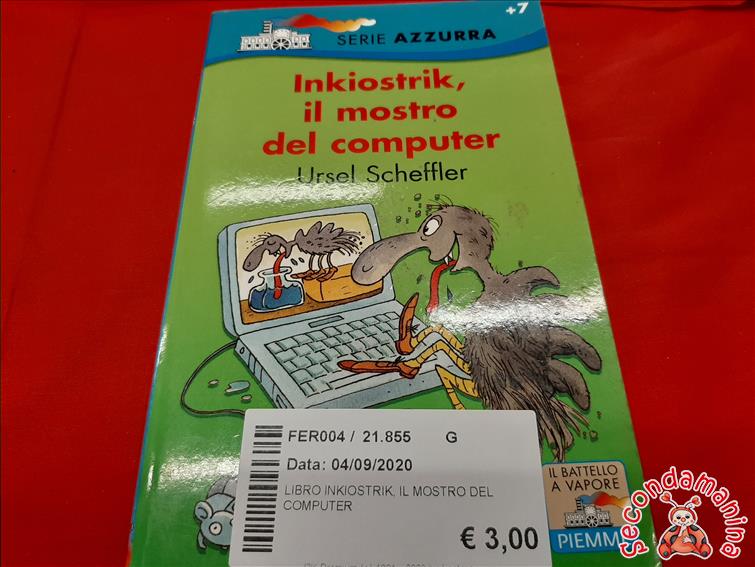 +7
SERIE AZZURRA
Inkiostrik,
il mostro
del computer
Ursel Scheffler
FER004 / 21.855 G
Data: 04/09/2020
LIBRO INKIOSTRIK, IL MOSTRO DEL
COMPUTER
€ 3,00
IL BATTELLO
A VAPORE
PIEMM
secondamanina